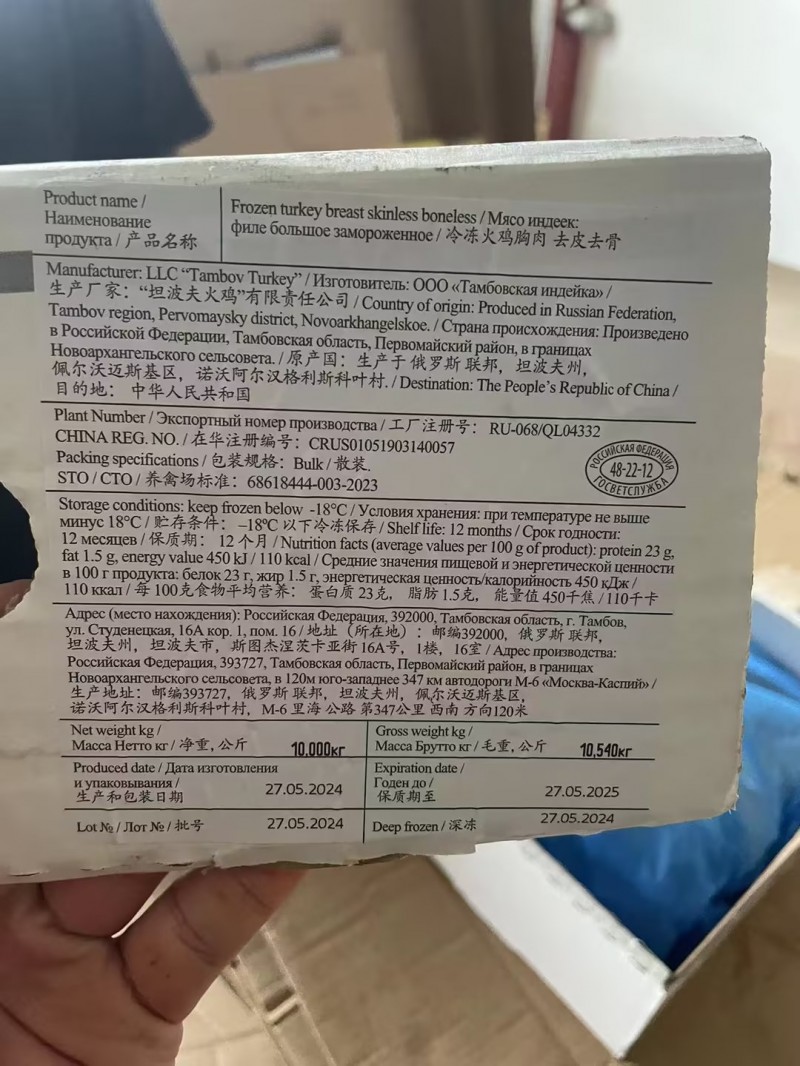 Product name /
Наименование
продукта / 产品名称
Frozen turkey breast skinless boneless / Мясо индеек:
филе большое замороженное / 冷冻火鸡胸肉 去皮去骨
Manufacturer: LLC “Tambov Turkey” / Изготовитель: ООО «Тамбовская индейка» /
生产厂家：“坦波夫火鸡”有限责任公司 / Country of origin: Produced in Russian Federation,
Tambov region, Pervomaysky district, Novoarkhangelskoe. / Страна происхождения: Произведено
в Российской Федерации, Тамбовская область, Первомайский район, в границах
Новоархангельского сельсовета. / 原产国：生产于 俄罗斯 联邦，坦波夫州，
佩尔沃迈斯基区，诺沃阿尔汉格利斯科叶村. / Destination: The People’s Republic of China /
目的地：中华人民共和国
Plant Number / Экспортный номер производства / 工厂注册号： RU-068/QL04332
CHINA REG. NO. / 在华注册编号：CRUS01051903140057
Packing specifications / 包装规格：Bulk / 散装.
STO / СТО / 养禽场标准：68618444-003-2023
РОССИЙСКАЯ ФЕДЕРАЦИЯ
48-22-12
ГОСВЕТСЛУЖБА
Storage conditions: keep frozen below -18°C / Условия хранения: при температуре не выше
минус 18°C / 贮存条件： –18°C 以下冷冻保存 / Shelf life: 12 months / Срок годности:
12 месяцев / 保质期： 12 个月 / Nutrition facts (average values per 100 g of product): protein 23 g,
fat 1.5 g, energy value 450 kJ / 110 kcal / Средние значения пищевой и энергетической ценности
в 100 г продукта: белок 23 г, жир 1.5 г, энергетическая ценность/калорийность 450 кДж /
110 ккал / 每 100克食物平均营养： 蛋白质 23克， 脂肪 1.5克， 能量值 450千焦 / 110千卡
Адрес (место нахождения): Российская Федерация, 392000, Тамбовская область, г. Тамбов,
ул. Студенецкая, 16А кор. 1, пом. 16 / 地址（所在地）：邮编392000，俄罗斯 联邦，
坦波夫州，坦波夫市，斯图杰涅茨卡亚街 16A号，1楼，16室 / Адрес производства:
Российская Федерация, 393727, Тамбовская область, Первомайский район, в границах
Новоархангельского сельсовета, в 120м юго-западнее 347 км автодороги М-6 «Москва-Каспий» /
生产地址：邮编393727，俄罗斯 联邦，坦波夫州，佩尔沃迈斯基区，
诺沃阿尔汉格利斯科叶村，M-6 里海 公路 第347公里 西南 方向120米
Net weight kg /
Масса Нетто кг / 净重, 公斤
10,000кг
Gross weight kg /
Масса Брутто кг / 毛重, 公斤
10,540кг
Produced date / Дата изготовления
и упаковывания /
生产和包装日期
27.05.2024
Expiration date /
Годен до /
保质期至
27.05.2025
Lot № / Лот № / 批号
27.05.2024
Deep frozen / 深冻
27.05.2024